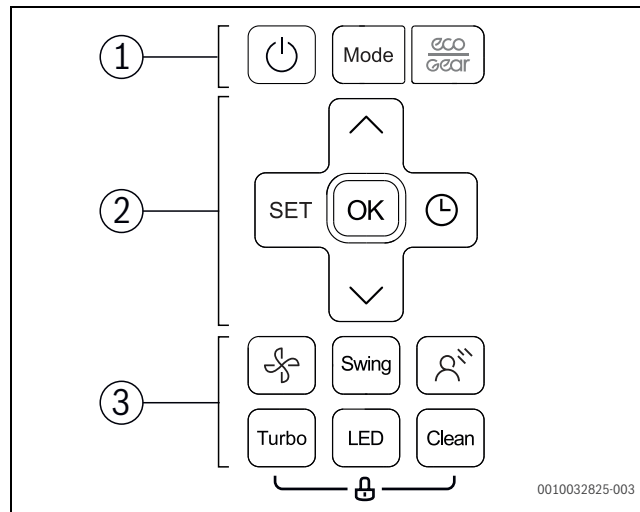 1
Mode
eco
Gear
2
SET
OK
3
Swing
Turbo
LED
Clean
0010032825-003